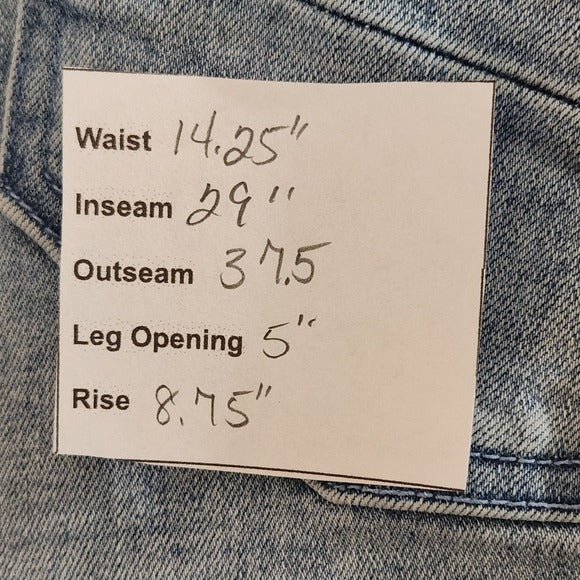 Waist 14.25"
Inseam 29"
Outseam 37.5
Leg Opening 5"
Rise 8.75"